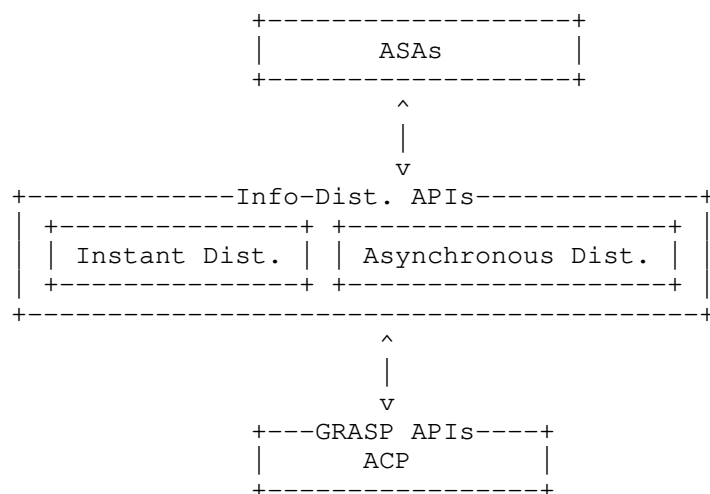 ASAs
Info-Dist. APIs
Instant Dist. Asynchronous Dist.
GRASP APIs
ACP